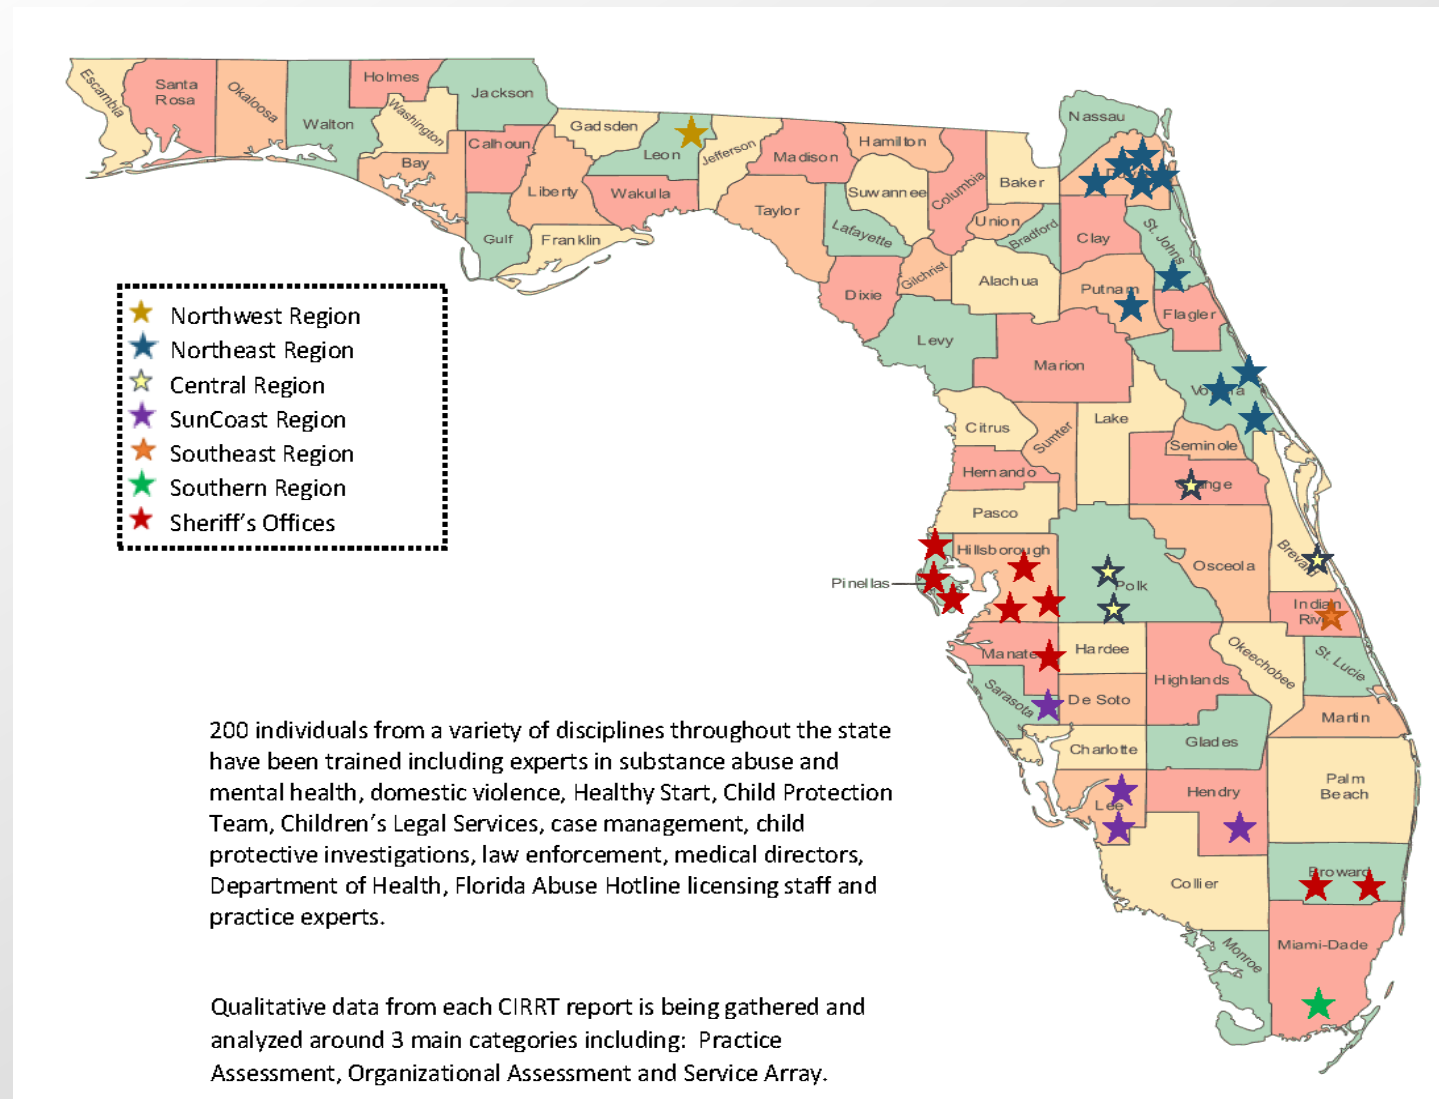 Escambia
Santa
Rosa
Okaloosa
Walton
Holmes
Washington
Jackson
Bay
Calhoun
Gulf
Liberty
Gadsden
Franklin
Leon
Wakulla
Jefferson
Madison
Taylor
Hamilton
Suwannee
Lafayette
Dixie
Columbia
Gilchrist
Baker
Union
Bradford
Alachua
Levy
Nassau
Clay
St. Johns
Putnam
Flagler
Marion
Citrus
Sumter
Lake
Hernando
Pasco
Seminole
Hillsborough
Pinellas
Polk
Osceola
Brevard
Indian
River
Manatee
Hardee
Highlands
Okeechobee
St. Lucie
Sarasota
De Soto
Martin
Charlotte
Glades
Lee
Hendry
Palm
Beach
Collier
Broward
Monroe
Miami-Dade
Northwest Region
Northeast Region
Central Region
SunCoast Region
Southeast Region
Southern Region
Sheriff's Offices
200 individuals from a variety of disciplines throughout the state
have been trained including experts in substance abuse and
mental health, domestic violence, Healthy Start, Child Protection
Team, Children's Legal Services, case management, child
protective investigations, law enforcement, medical directors,
Department of Health, Florida Abuse Hotline licensing staff and
practice experts.
Qualitative data from each CIRRT report is being gathered and
analyzed around 3 main categories including:  Practice
Assessment, Organizational Assessment and Service Array.